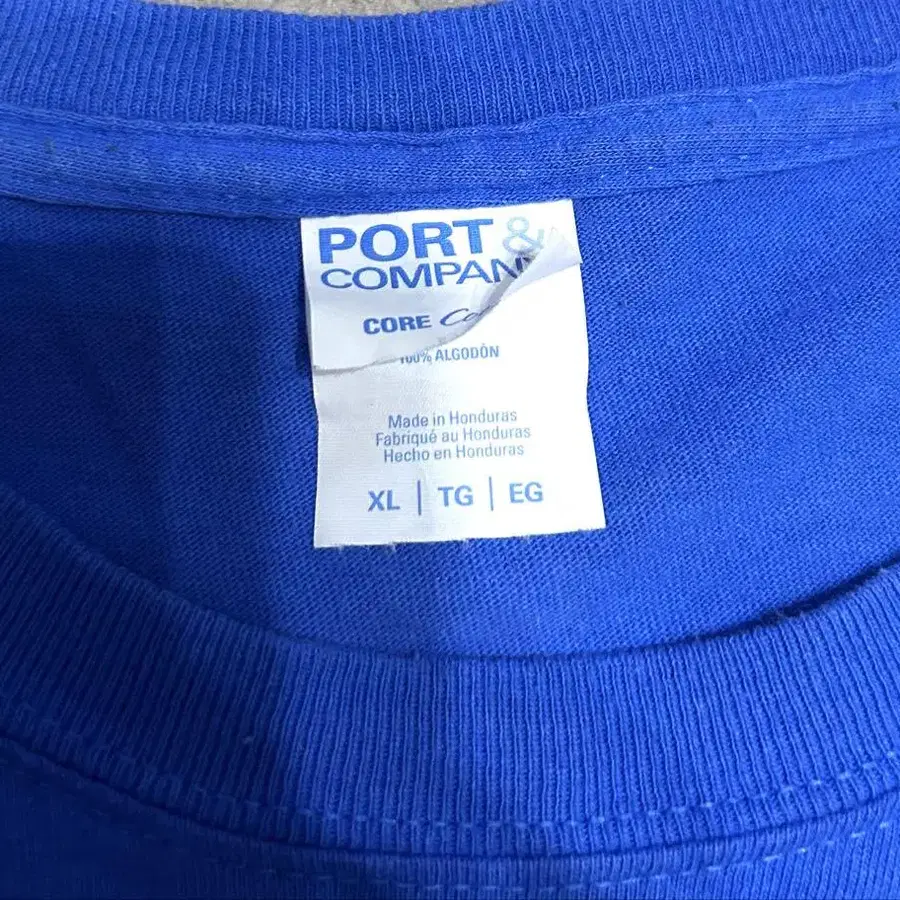 PORT &
COMPAN
CORE
100% ALGODÓN
Made in Honduras
Fabriqué au Honduras
Hecho en Honduras
XL | TG | EG